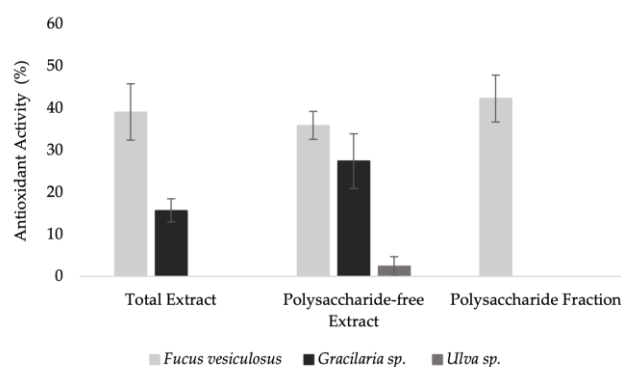 Antioxidant Activity (%)
60
50
40
30
20
10
0
Total Extract
Polysaccharide-free
Extract
Polysaccharide Fraction
Fucus vesiculosus
Gracilaria sp.
Ulva sp.